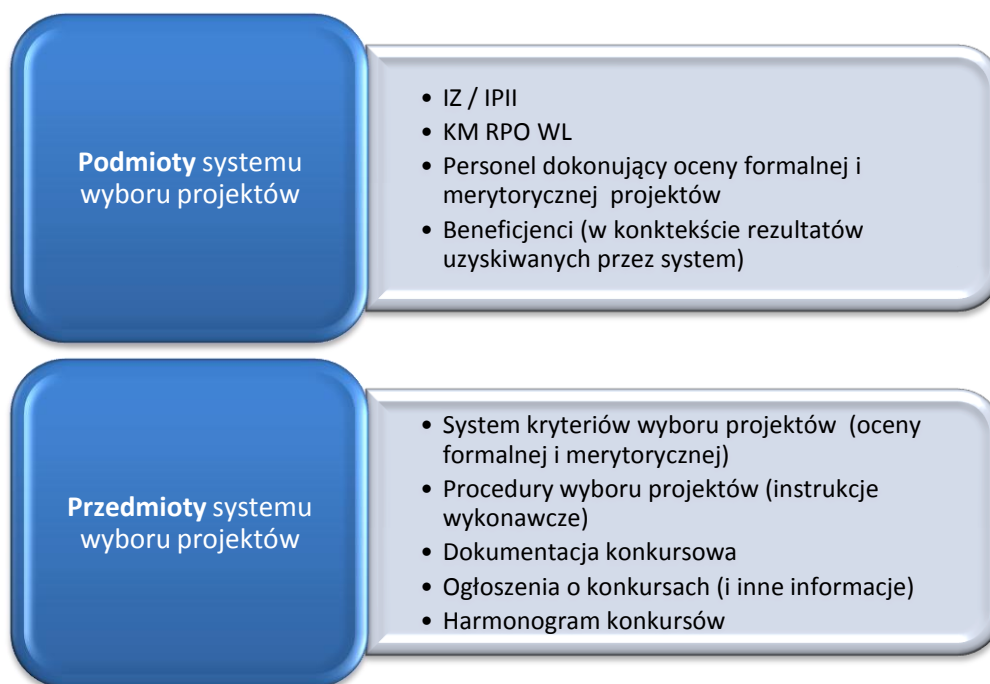 Podmioty systemu
wyboru projektów
• IZ / IPII
• KM RPO WL
• Personel dokonujący oceny formalnej i
merytorycznej projektów
• Beneficjenci (w konktekście rezultatów
uzyskiwanych przez system)
Przedmioty systemu
wyboru projektów
• System kryteriów wyboru projektów (oceny
formalnej i merytorycznej)
• Procedury wyboru projektów (instrukcje
wykonawcze)
• Dokumentacja konkursowa
• Ogłoszenia o konkursach (i inne informacje)
• Harmonogram konkursów